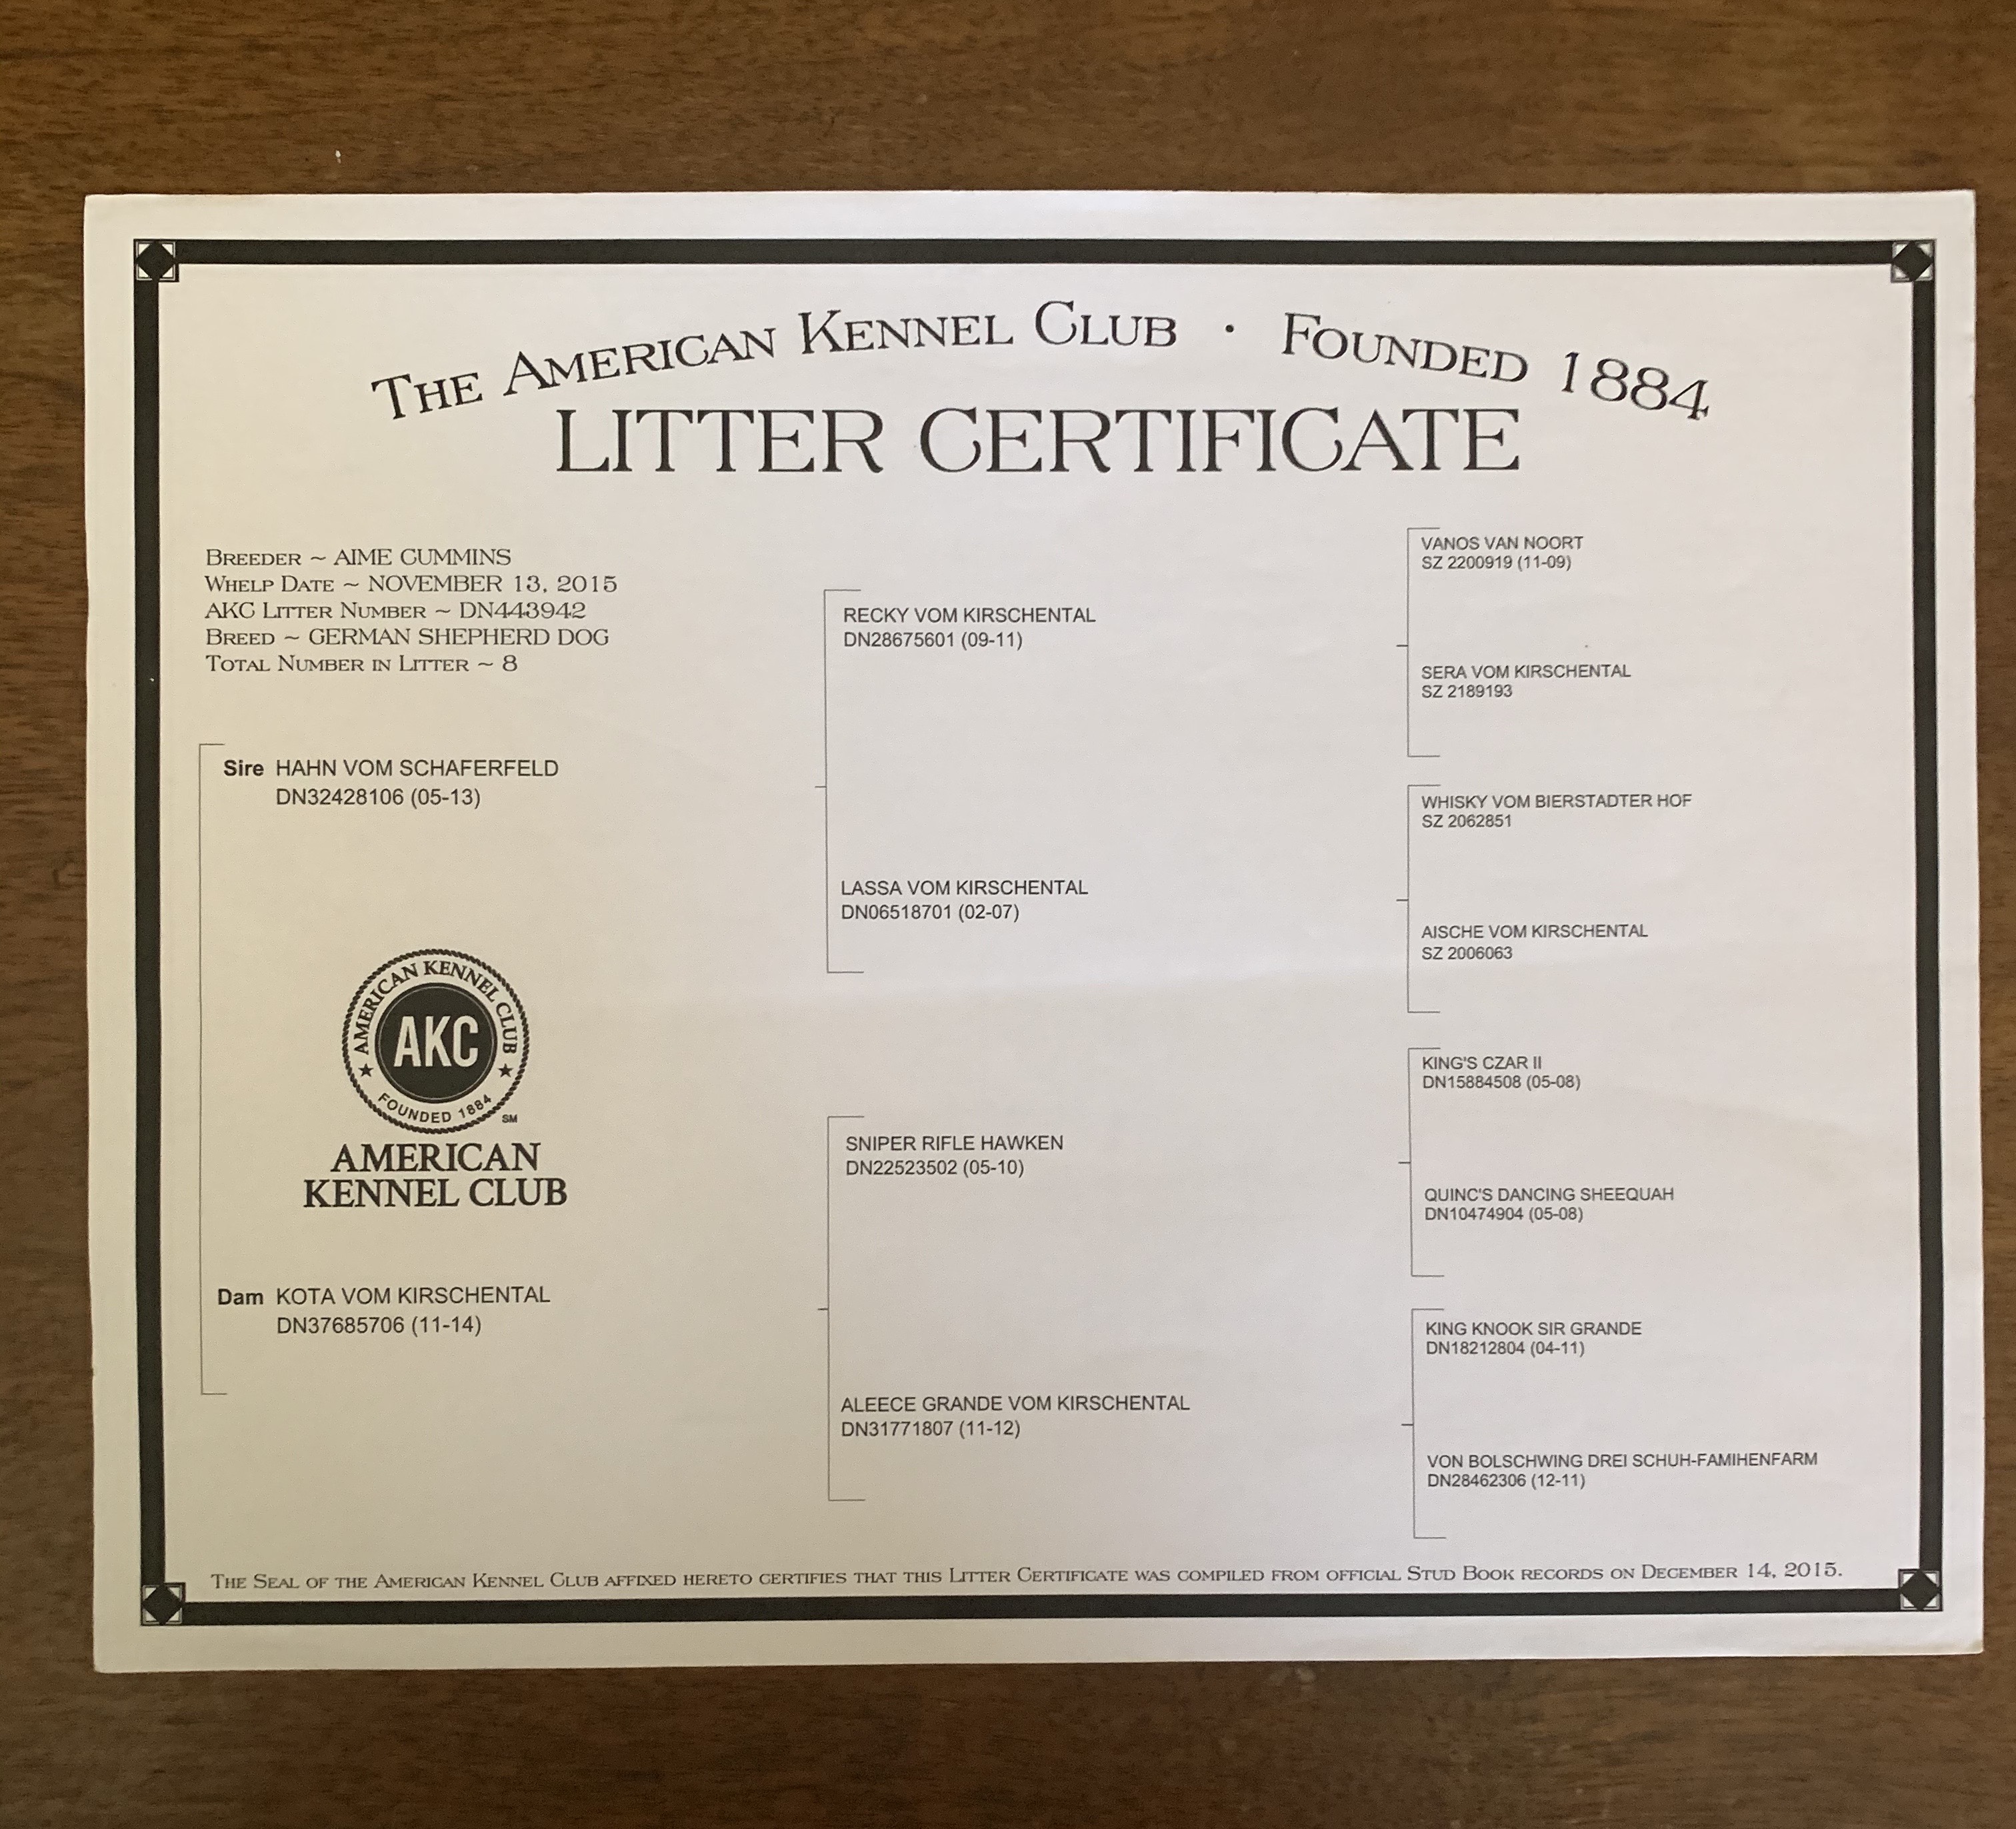 THE AMERICAN KENNEL CLUB · FOUNDED 1884
LITTER CERTIFICATE
BREEDER ~ AIME CUMMINS
WHELP DATE ~ NOVEMBER 13, 2015
AKC LITTER NUMBER ~ DN443942
BREED ~ GERMAN SHEPHERD DOG
TOTAL NUMBER IN LITTER ~ 8
Sire HAHN VOM SCHAFERFELD
DN32428106 (05-13)
AMERICAN KENNEL CLUB
AKC
FOUNDED 1884
SM
AMERICAN
KENNEL CLUB
Dam KOTA VOM KIRSCHENTAL
DN37685706 (11-14)
RECKY VOM KIRSCHENTAL
DN28675601 (09-11)
LASSA VOM KIRSCHENTAL
DN06518701 (02-07)
SNIPER RIFLE HAWKEN
DN22523502 (05-10)
ALEECE GRANDE VOM KIRSCHENTAL
DN31771807 (11-12)
VANOS VAN NOORT
SZ 2200919 (11-09)
SERA VOM KIRSCHENTAL
SZ 2189193
WHISKY VOM BIERSTADTER HOF
SZ 2062851
AISCHE VOM KIRSCHENTAL
SZ 2006063
KING'S CZAR II
DN15884508 (05-08)
QUINC'S DANCING SHEEQUAH
DN10474904 (05-08)
KING KNOOK SIR GRANDE
DN18212804 (04-11)
VON BOLSCHWING DREI SCHUH-FAMIHENFARM
DN28462306 (12-11)
THE SEAL OF THE AMERICAN KENNEL CLUB AFFIXED HERETO CERTIFIES THAT THIS LITTER CERTIFICATE WAS COMPILED FROM OFFICIAL STUD BOOK RECORDS ON DECEMBER 14, 2015.